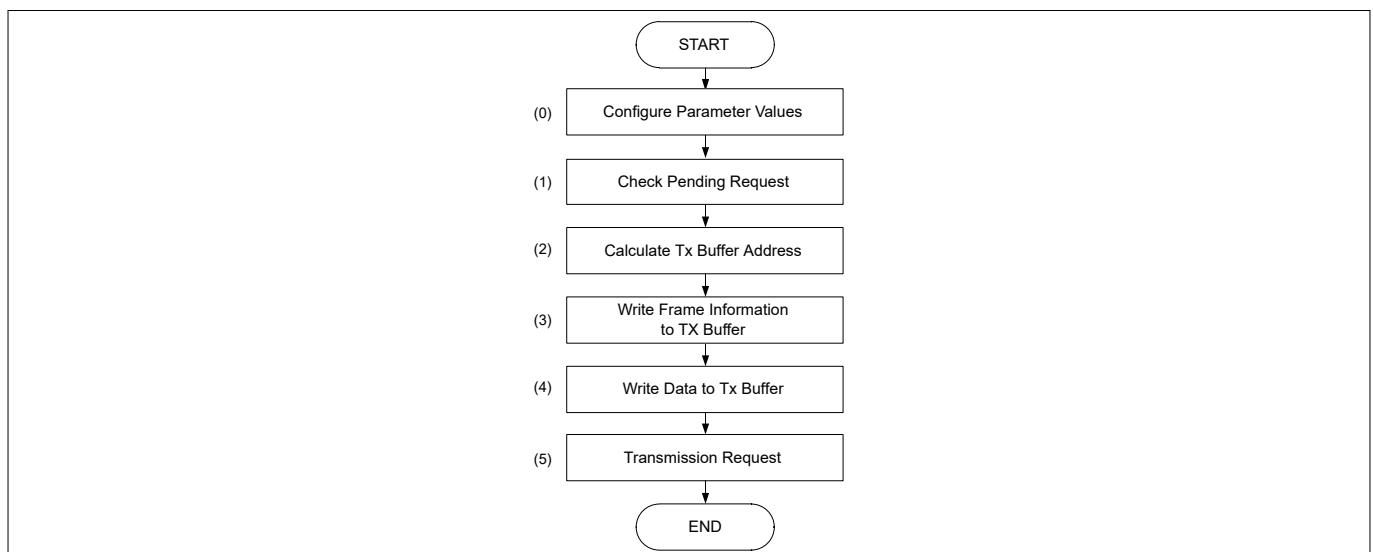 START
(0) Configure Parameter Values
(1) Check Pending Request
(2) Calculate Tx Buffer Address
(3) Write Frame Information
to TX Buffer
(4) Write Data to Tx Buffer
(5) Transmission Request
END